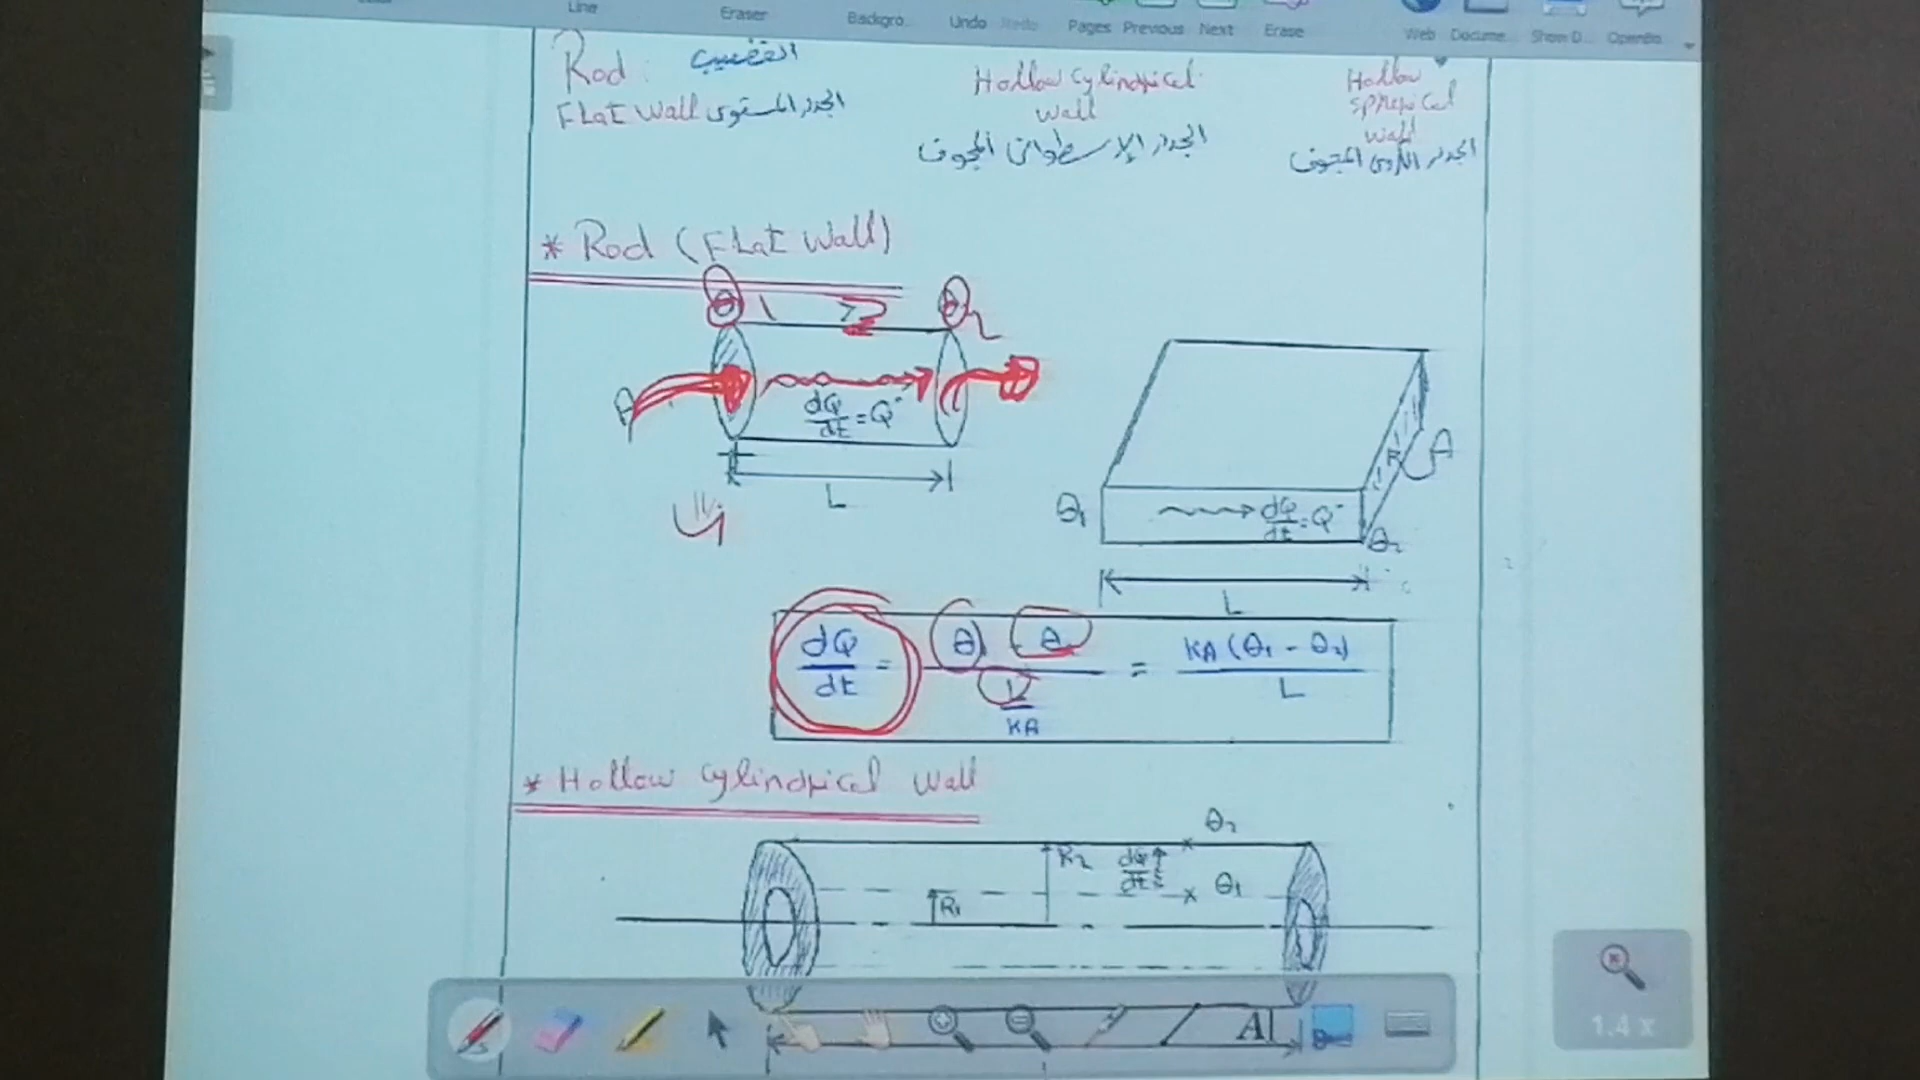 Line
Eraser
Backgro..
Undo
Redo
Pages
Previous
Next
Erase
Web
Docume...
Show D...
OpenBo..
Rod : القضيب
Flat Wall الجدار المستوى
Hollow Cylindrical
Wall
الجدار الإسطوانى المجوف
Hollow
Spherical
Wall
الجدار الكروى المجوف
* Rod (Flat Wall)
θ1 > θ2
A
dQ/dt = Q·
L
θ1
dQ/dt = Q·
θ2
A
L
dQ/dt = θ1 - θ2 / L/KA = KA (θ1 - θ2) / L
* Hollow Cylindrical Wall
θ2
R2
dQ/dt
θ1
R1
A
1.4 x